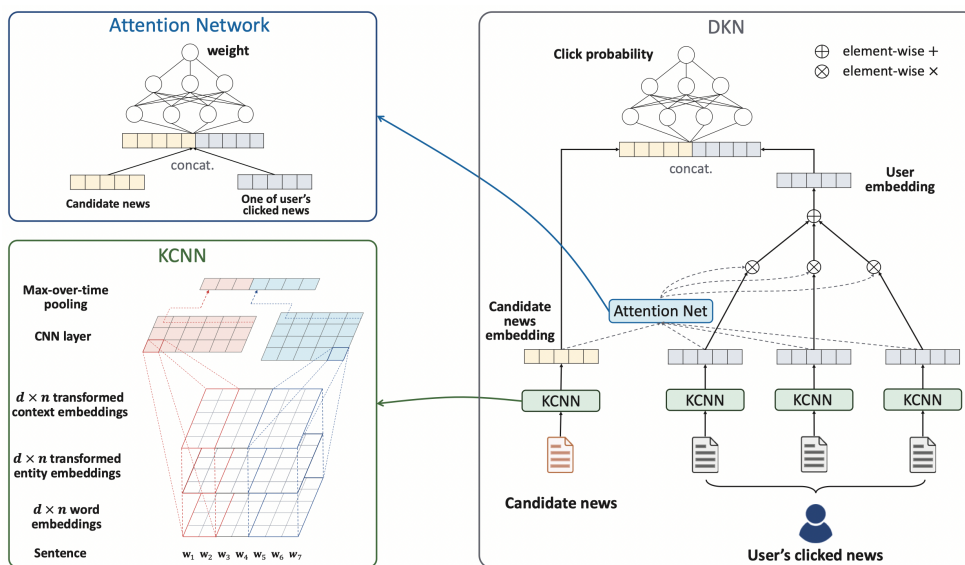 Attention Network
weight
concat.
Candidate news
One of user's
clicked news
KCNN
Max-over-time
pooling
CNN layer
d × n transformed
context embeddings
d × n transformed
entity embeddings
d × n word
embeddings
Sentence
w1 w2 w3 w4 w5 w6 w7
DKN
Click probability
element-wise +
element-wise ×
concat.
User
embedding
Attention Net
Candidate
news
embedding
KCNN
KCNN
KCNN
KCNN
Candidate news
User's clicked news